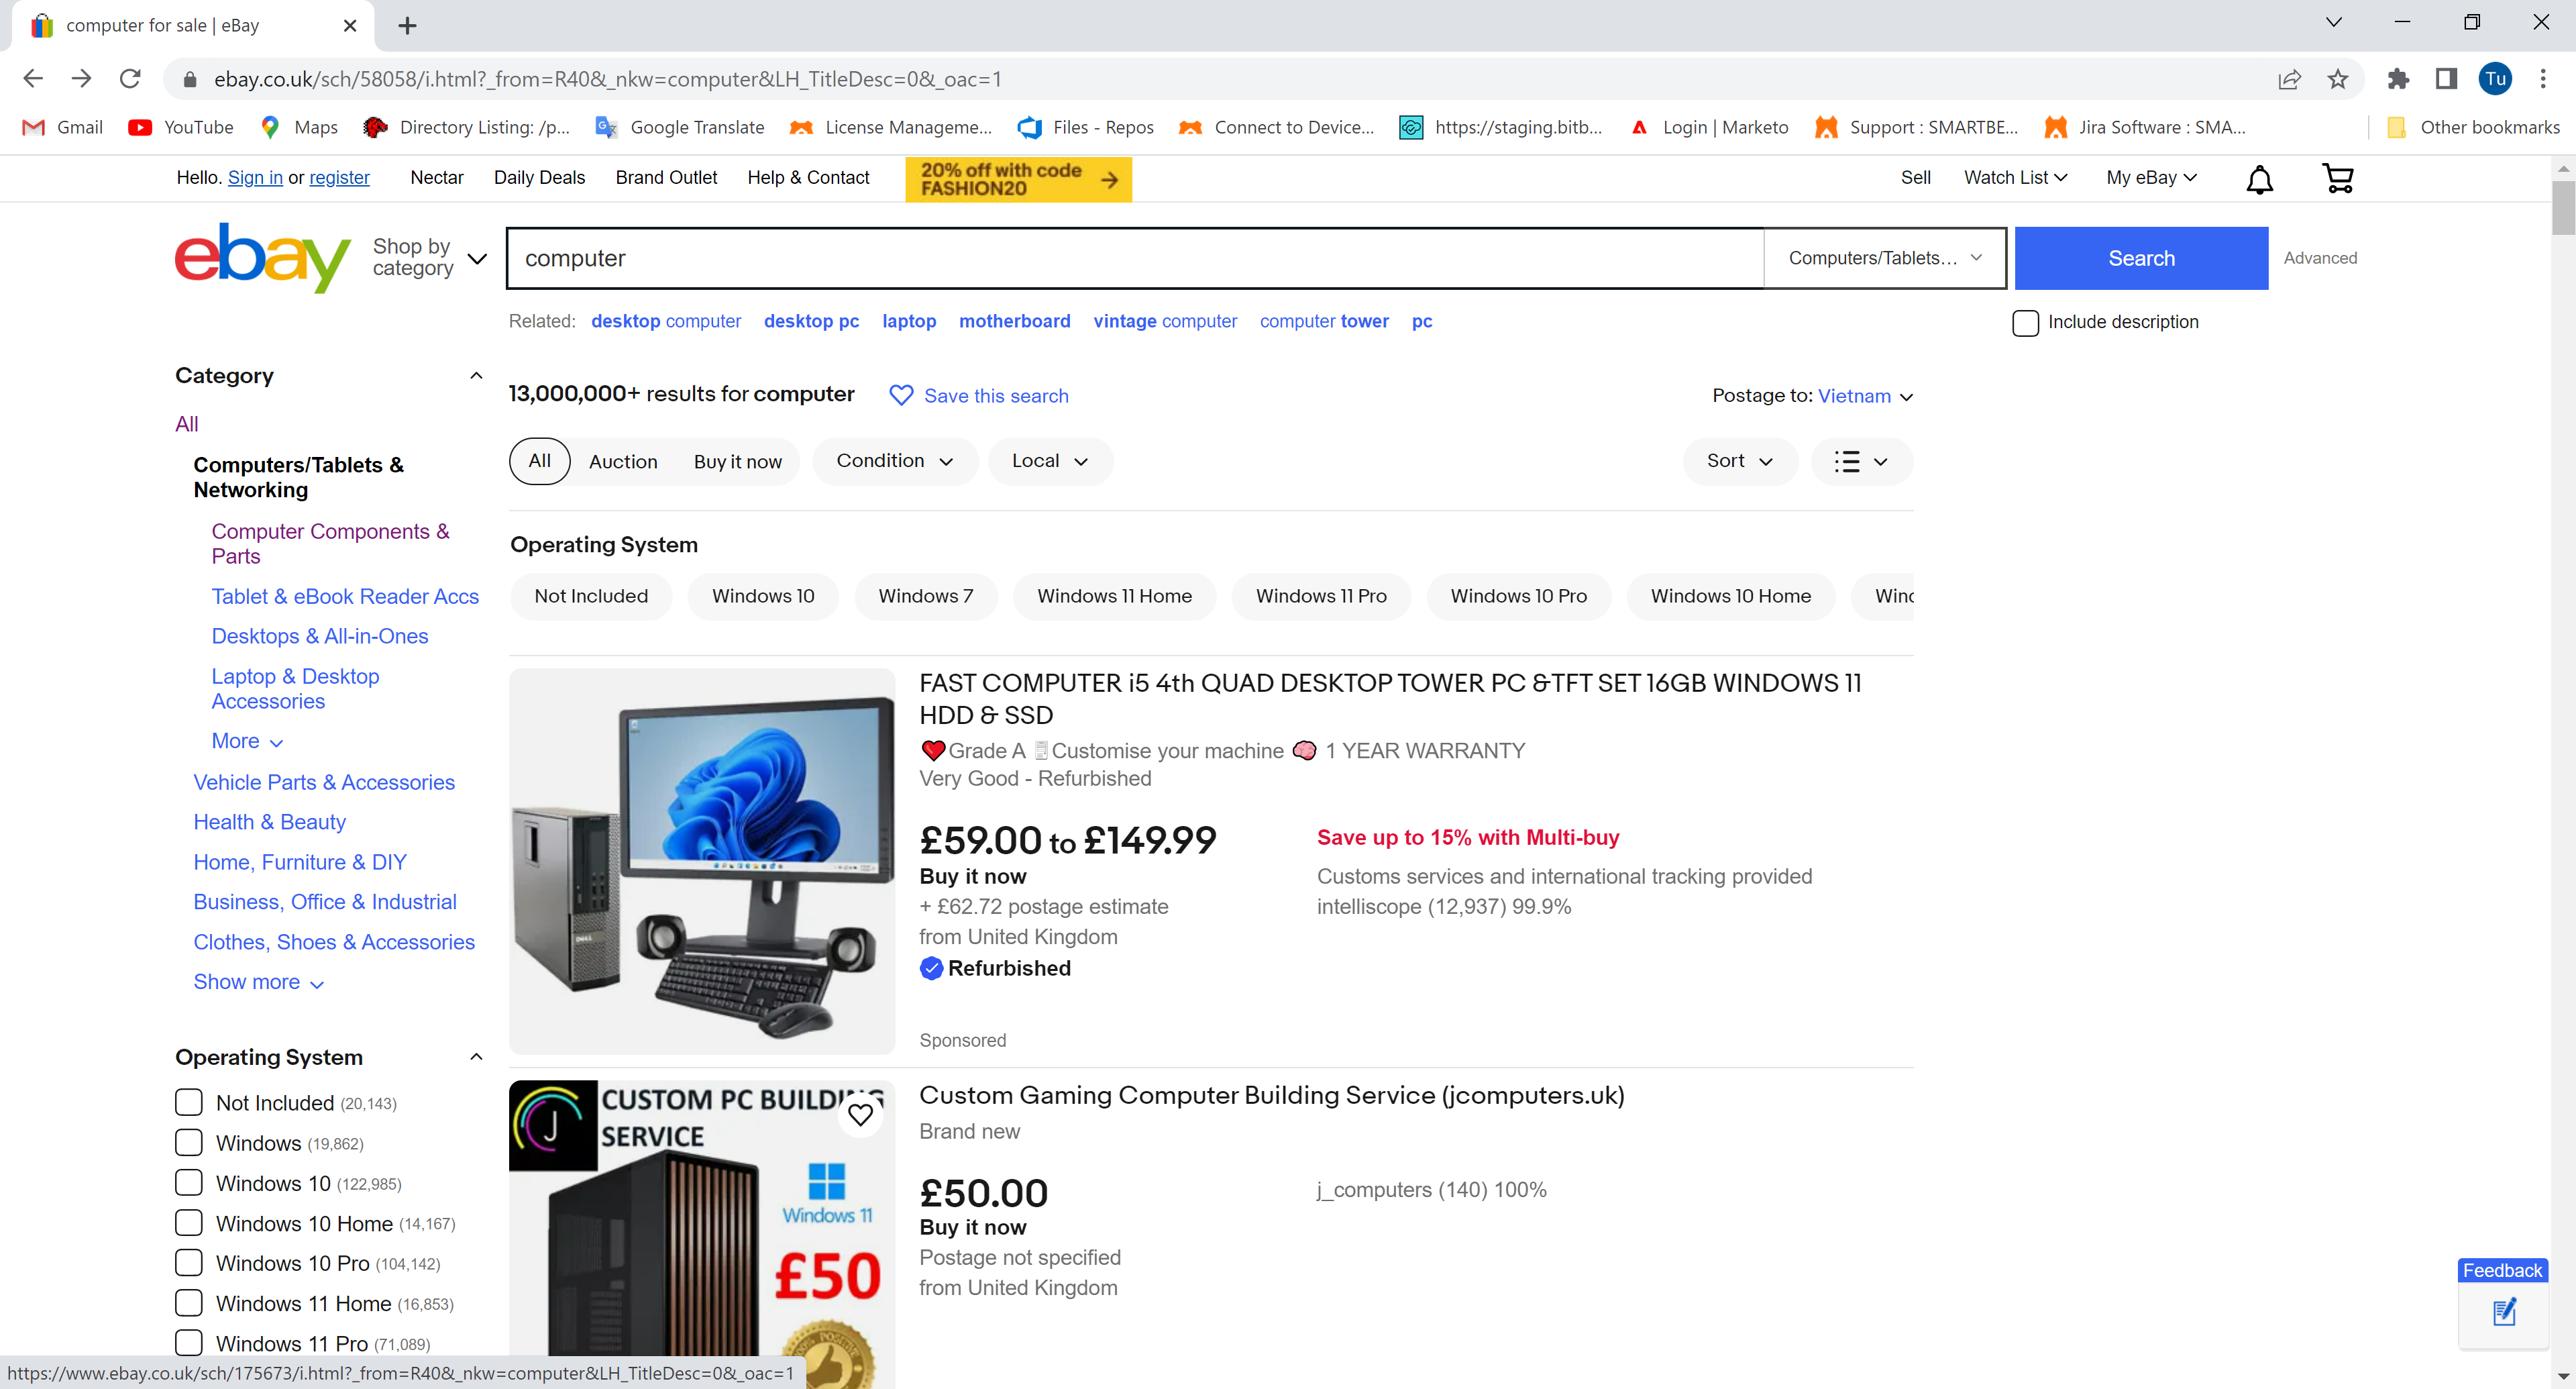 computer for sale | eBay
ebay.co.uk/sch/58058/i.html?_from=R40&_nkw=computer&LH_TitleDesc=0&_oac=1
Tu
Gmail
YouTube
Maps
Directory Listing: /p...
Google Translate
License Manageme...
Files - Repos
Connect to Device...
https://staging.bitb...
Login | Marketo
Support : SMARTBE...
Jira Software : SMA...
Other bookmarks
Hello. Sign in or register
Nectar
Daily Deals
Brand Outlet
Help & Contact
20% off with code
FASHION20
Sell
Watch List
My eBay
ebay
Shop by
category
computer
Computers/Tablets...
Search
Advanced
Related: desktop computer desktop pc laptop motherboard vintage computer computer tower pc
Include description
Category
All
Computers/Tablets &
Networking
Computer Components &
Parts
Tablet & eBook Reader Accs
Desktops & All-in-Ones
Laptop & Desktop
Accessories
More
Vehicle Parts & Accessories
Health & Beauty
Home, Furniture & DIY
Business, Office & Industrial
Clothes, Shoes & Accessories
Show more
Operating System
Not Included (20,143)
Windows (19,862)
Windows 10 (122,985)
Windows 10 Home (14,167)
Windows 10 Pro (104,142)
Windows 11 Home (16,853)
Windows 11 Pro (71,089)
13,000,000+ results for computer
Save this search
Postage to: Vietnam
All
Auction
Buy it now
Condition
Local
Sort
Operating System
Not Included
Windows 10
Windows 7
Windows 11 Home
Windows 11 Pro
Windows 10 Pro
Windows 10 Home
Winc
DELL
FAST COMPUTER i5 4th QUAD DESKTOP TOWER PC &TFT SET 16GB WINDOWS 11
HDD & SSD
❤️Grade A 🧾Customise your machine 🧠 1 YEAR WARRANTY
Very Good - Refurbished
£59.00 to £149.99
Buy it now
+ £62.72 postage estimate
from United Kingdom
Refurbished
Save up to 15% with Multi-buy
Customs services and international tracking provided
intelliscope (12,937) 99.9%
Sponsored
J
CUSTOM PC BUILDING
SERVICE
Windows 11
£50
Custom Gaming Computer Building Service (jcomputers.uk)
Brand new
£50.00
Buy it now
Postage not specified
from United Kingdom
j_computers (140) 100%
Feedback
https://www.ebay.co.uk/sch/175673/i.html?_from=R40&_nkw=computer&LH_TitleDesc=0&_oac=1